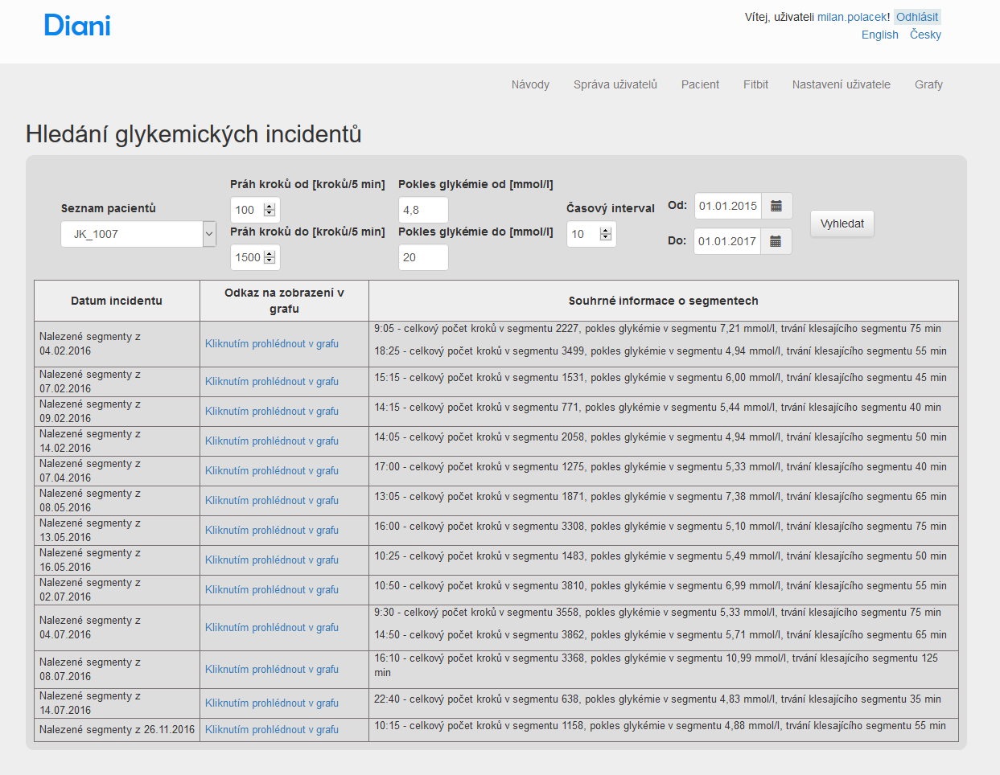 Diani
Vítej, uživateli milan.polacek! Odhlásit
English Česky
Návody Správa uživatelů Pacient Fitbit Nastavení uživatele Grafy
Hledání glykemických incidentů
Seznam pacientů
JK_1007
Práh kroků od [kroků/5 min]
100
Práh kroků do [kroků/5 min]
1500
Pokles glykémie od [mmol/l]
4,8
Pokles glykémie do [mmol/l]
20
Časový interval
10
Od: 01.01.2015
Do: 01.01.2017
Vyhledat
Datum incidentu
Odkaz na zobrazení v
grafu
Souhrné informace o segmentech
Nalezené segmenty z
04.02.2016
Kliknutím prohlédnout v grafu
9:05 - celkový počet kroků v segmentu 2227, pokles glykémie v segmentu 7,21 mmol/l, trvání klesajícího segmentu 75 min
18:25 - celkový počet kroků v segmentu 3499, pokles glykémie v segmentu 4,94 mmol/l, trvání klesajícího segmentu 55 min
Nalezené segmenty z
07.02.2016
Kliknutím prohlédnout v grafu
15:15 - celkový počet kroků v segmentu 1531, pokles glykémie v segmentu 6,00 mmol/l, trvání klesajícího segmentu 45 min
Nalezené segmenty z
09.02.2016
Kliknutím prohlédnout v grafu
14:15 - celkový počet kroků v segmentu 771, pokles glykémie v segmentu 5,44 mmol/l, trvání klesajícího segmentu 40 min
Nalezené segmenty z
14.02.2016
Kliknutím prohlédnout v grafu
14:05 - celkový počet kroků v segmentu 2058, pokles glykémie v segmentu 4,94 mmol/l, trvání klesajícího segmentu 50 min
Nalezené segmenty z
07.04.2016
Kliknutím prohlédnout v grafu
17:00 - celkový počet kroků v segmentu 1275, pokles glykémie v segmentu 5,33 mmol/l, trvání klesajícího segmentu 40 min
Nalezené segmenty z
08.05.2016
Kliknutím prohlédnout v grafu
13:05 - celkový počet kroků v segmentu 1871, pokles glykémie v segmentu 7,38 mmol/l, trvání klesajícího segmentu 65 min
Nalezené segmenty z
13.05.2016
Kliknutím prohlédnout v grafu
16:00 - celkový počet kroků v segmentu 3308, pokles glykémie v segmentu 5,10 mmol/l, trvání klesajícího segmentu 75 min
Nalezené segmenty z
16.05.2016
Kliknutím prohlédnout v grafu
10:25 - celkový počet kroků v segmentu 1483, pokles glykémie v segmentu 5,49 mmol/l, trvání klesajícího segmentu 50 min
Nalezené segmenty z
02.07.2016
Kliknutím prohlédnout v grafu
10:50 - celkový počet kroků v segmentu 3810, pokles glykémie v segmentu 6,99 mmol/l, trvání klesajícího segmentu 55 min
Nalezené segmenty z
04.07.2016
Kliknutím prohlédnout v grafu
9:30 - celkový počet kroků v segmentu 3558, pokles glykémie v segmentu 5,33 mmol/l, trvání klesajícího segmentu 75 min
14:50 - celkový počet kroků v segmentu 3862, pokles glykémie v segmentu 5,71 mmol/l, trvání klesajícího segmentu 65 min
Nalezené segmenty z
08.07.2016
Kliknutím prohlédnout v grafu
16:10 - celkový počet kroků v segmentu 3368, pokles glykémie v segmentu 10,99 mmol/l, trvání klesajícího segmentu 125
min
Nalezené segmenty z
14.07.2016
Kliknutím prohlédnout v grafu
22:40 - celkový počet kroků v segmentu 638, pokles glykémie v segmentu 4,83 mmol/l, trvání klesajícího segmentu 35 min
Nalezené segmenty z 26.11.2016
Kliknutím prohlédnout v grafu
10:15 - celkový počet kroků v segmentu 1158, pokles glykémie v segmentu 4,88 mmol/l, trvání klesajícího segmentu 55 min